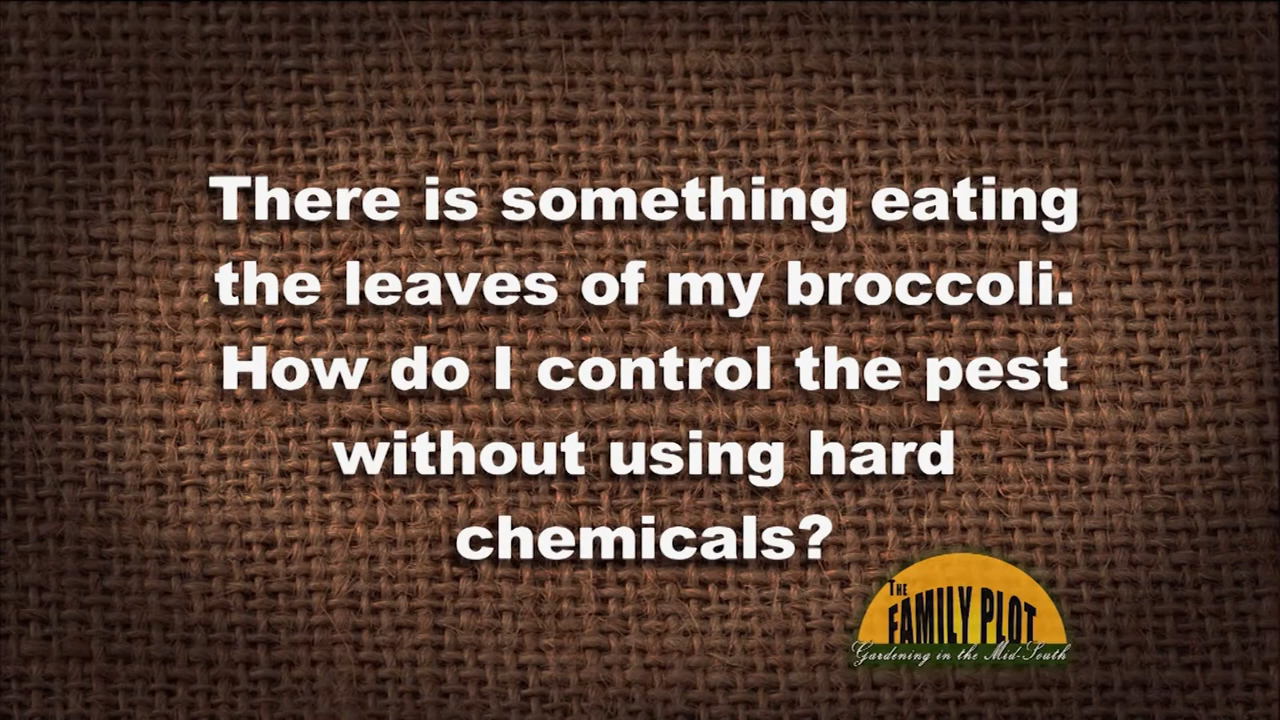 There is something eating
the leaves of my broccoli.
How do I control the pest
without using hard
chemicals?
THE
FAMILY PLOT
Gardening in the Mid-South